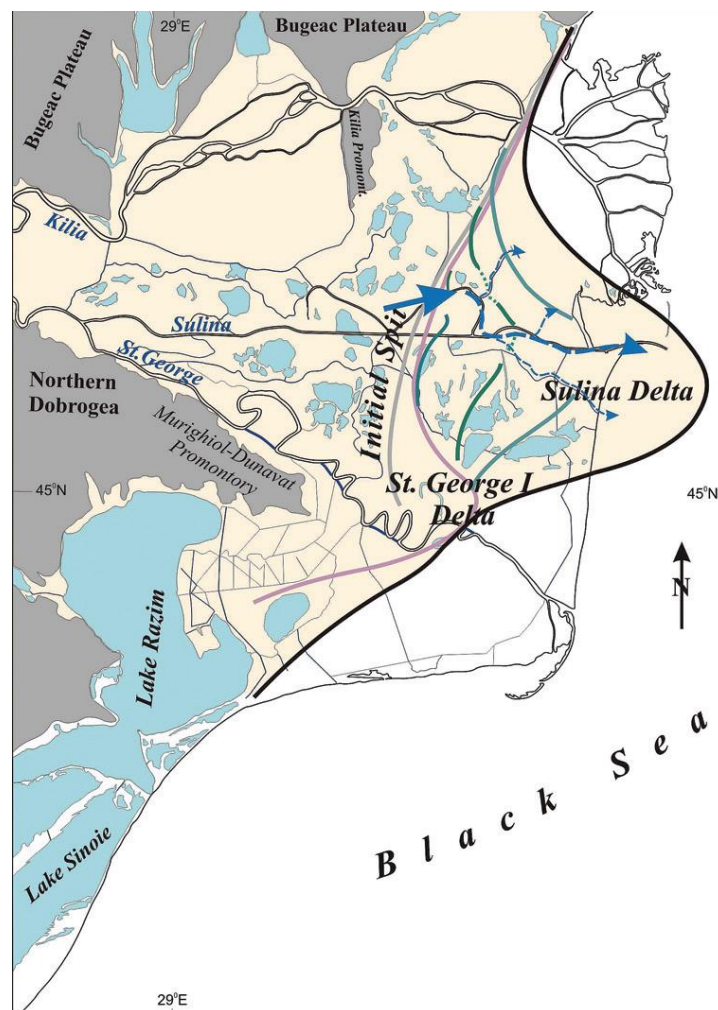 29°E
Bugeac Plateau
Bugeac Plateau
Kilia Promont.
Kilia
Sulina
St. George
Initial Spit
Northern
Dobrogea
Murighiol-Dunavat
Promontory
Sulina Delta
St. George I
Delta
45°N
45°N
N
Lake Razim
Black Sea
Lake Sinoie
29°E